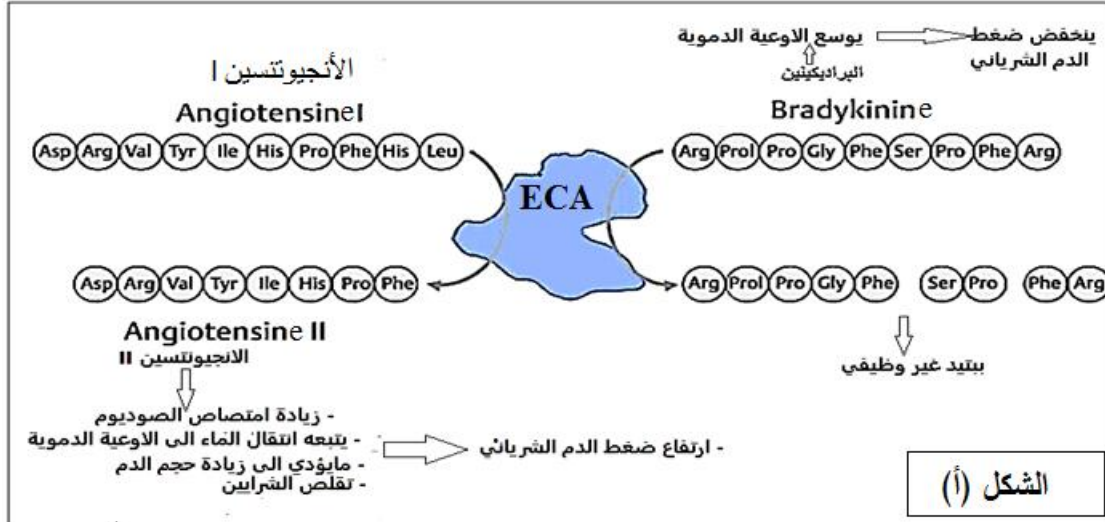 يوسع الاوعية الدموية
ينخفض ضغط
الدم الشرياني
البراديكينين
الأنجيوتنسين I
AngiotensineI
Bradykinine
Asp Arg Val Tyr Ile His Pro Phe His Leu
Arg Prol Pro Gly Phe Ser Pro Phe Arg
ECA
Asp Arg Val Tyr Ile His Pro Phe
Arg Prol Pro Gly Phe Ser Pro Phe Arg
Angiotensine II
الانجيونتسين II
ببتيد غير وظيفي
- زيادة امتصاص الصوديوم
- يتبعه انتقال الماء الى الاوعية الدموية
- مايؤدي الى زيادة حجم الدم
- تقلص الشرايين
- ارتفاع ضغط الدم الشرياني
الشكل (أ)